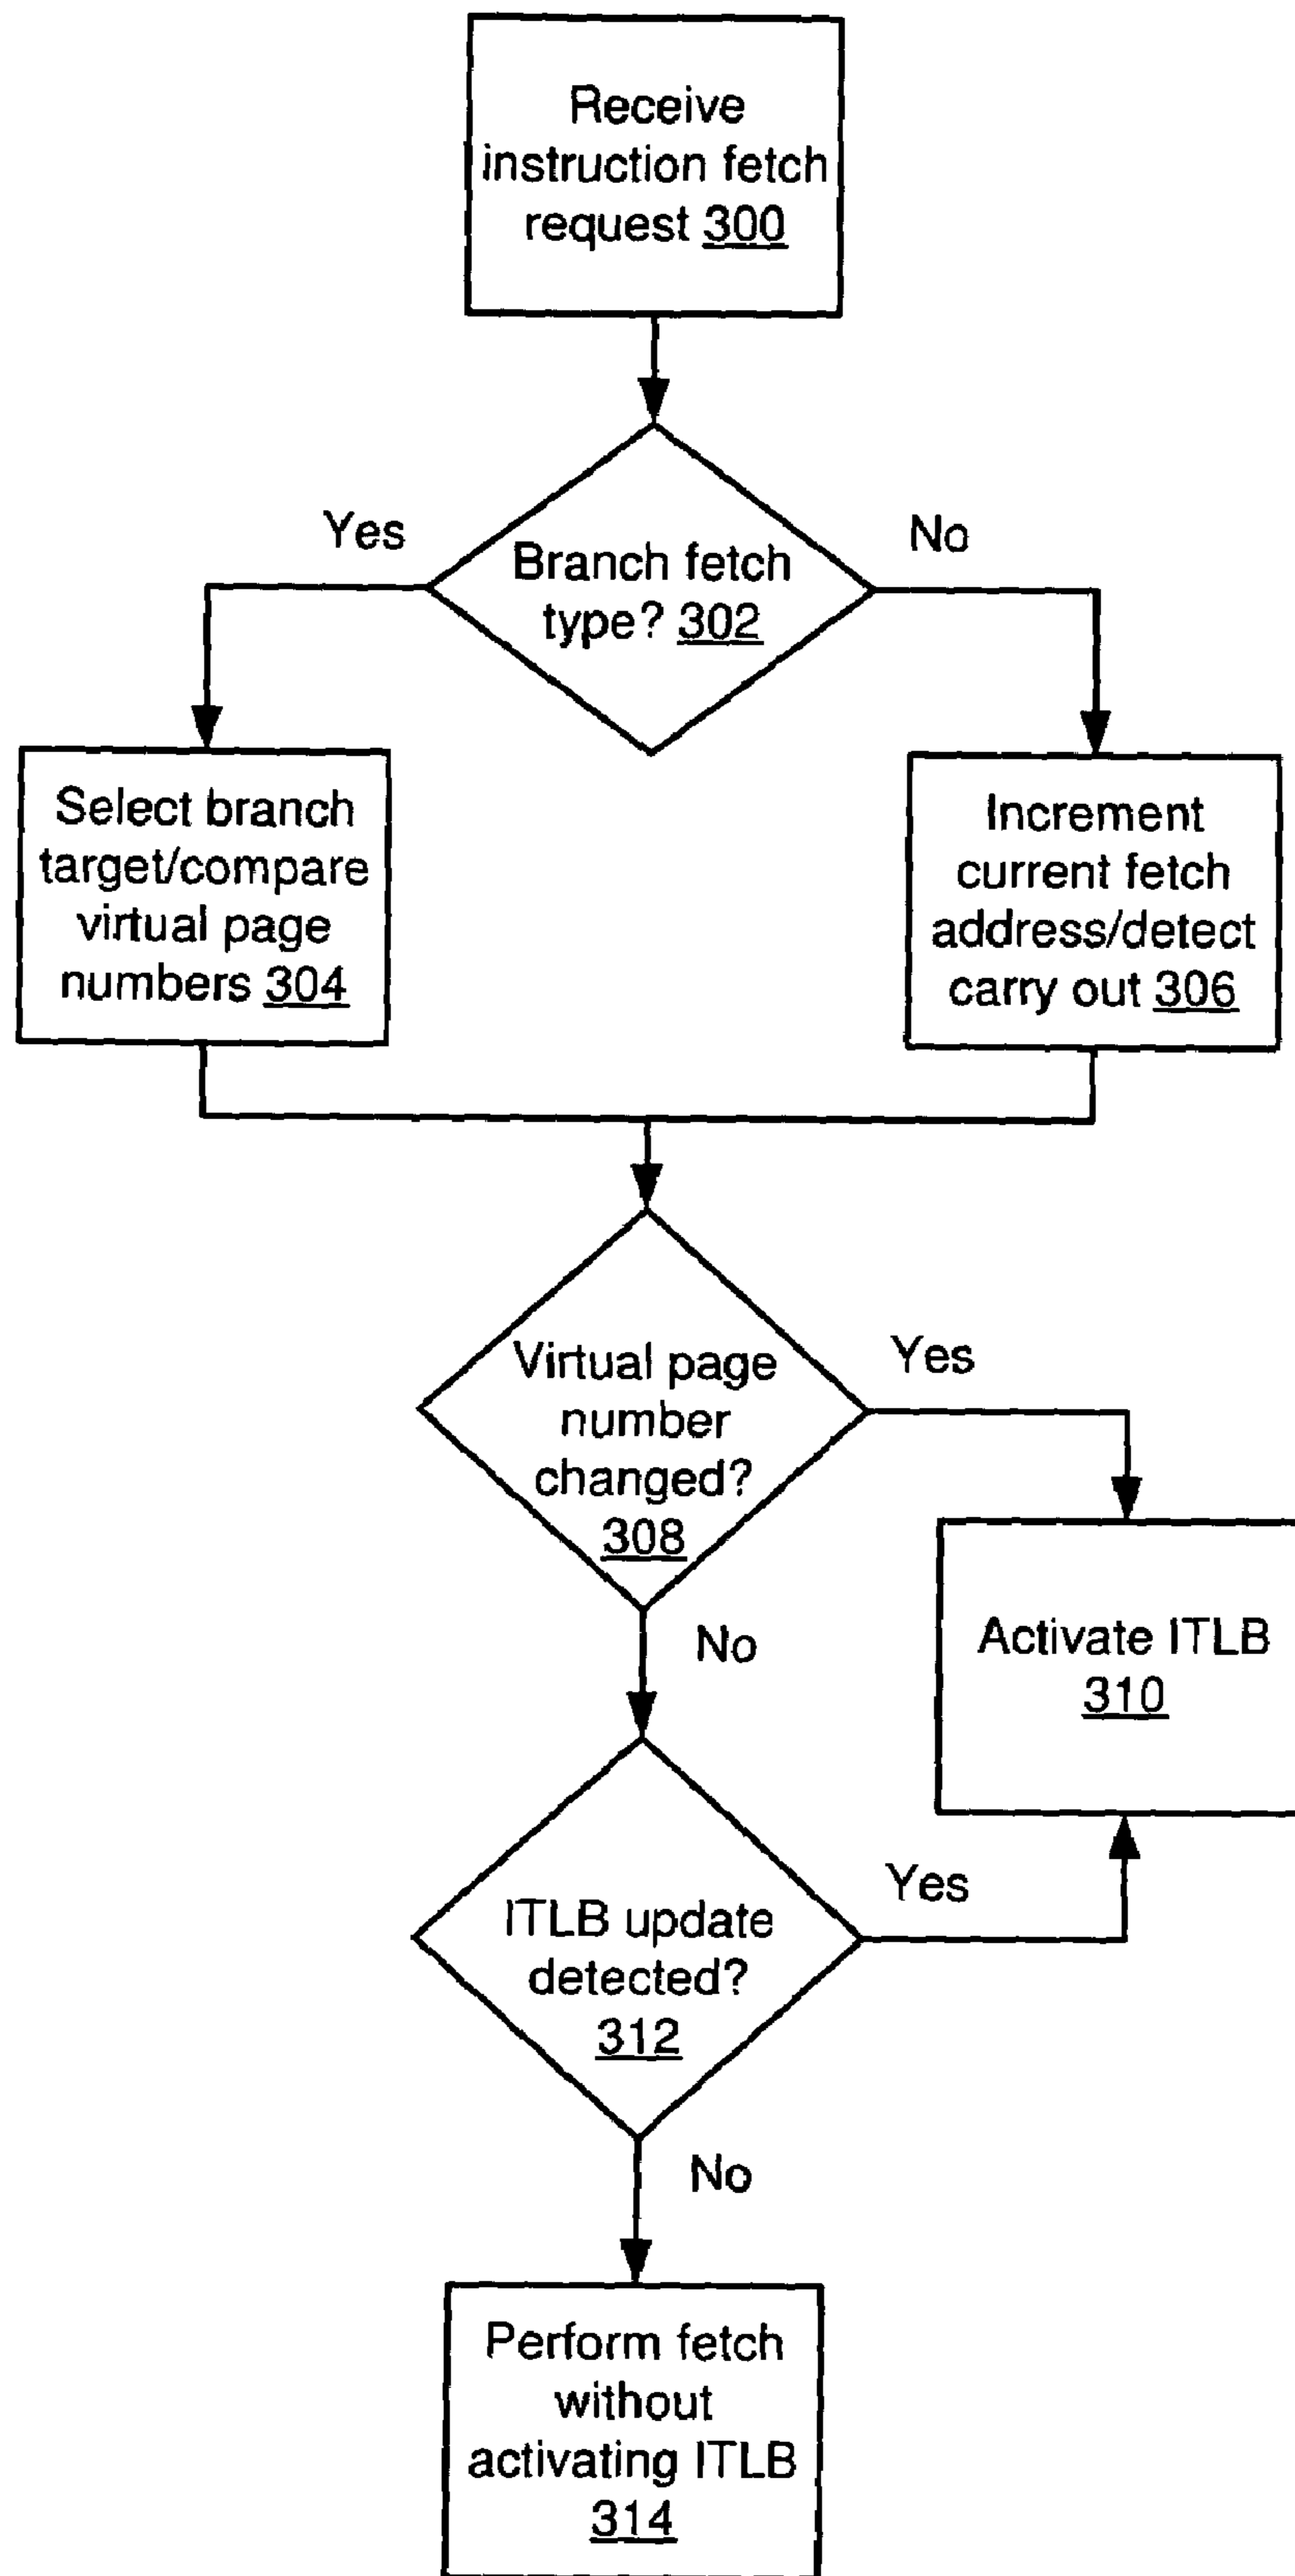 Receive
instruction fetch
request 300
Yes
No
Branch fetch
type? 302
Select branch
target/compare
virtual page
numbers 304
Increment
current fetch
address/detect
carry out 306
Virtual page
number
changed?
308
Yes
No
Activate ITLB
310
ITLB update
detected?
312
Yes
No
Perform fetch
without
activating ITLB
314